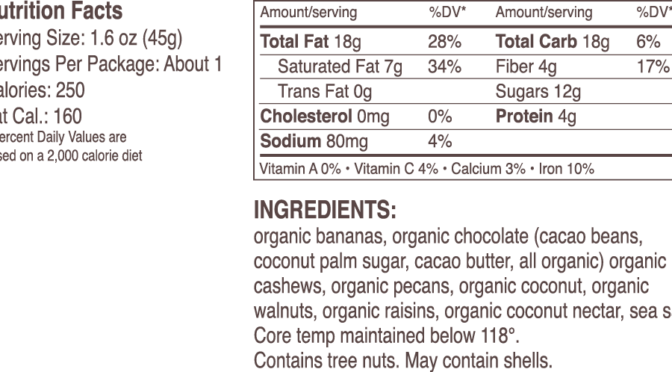 utrition Facts
erving Size: 1.6 oz (45g)
ervings Per Package: About 1
alories: 250
at Cal.: 160
ercent Daily Values are
sed on a 2,000 calorie diet
Amount/serving %DV* Amount/serving %DV*
Total Fat 18g 28% Total Carb 18g 6%
Saturated Fat 7g 34% Fiber 4g 17%
Trans Fat 0g Sugars 12g
Cholesterol 0mg 0% Protein 4g
Sodium 80mg 4%
Vitamin A 0% • Vitamin C 4% • Calcium 3% • Iron 10%
INGREDIENTS:
organic bananas, organic chocolate (cacao beans,
coconut palm sugar, cacao butter, all organic) organic
cashews, organic pecans, organic coconut, organic
walnuts, organic raisins, organic coconut nectar, sea s
Core temp maintained below 118°.
Contains tree nuts. May contain shells.